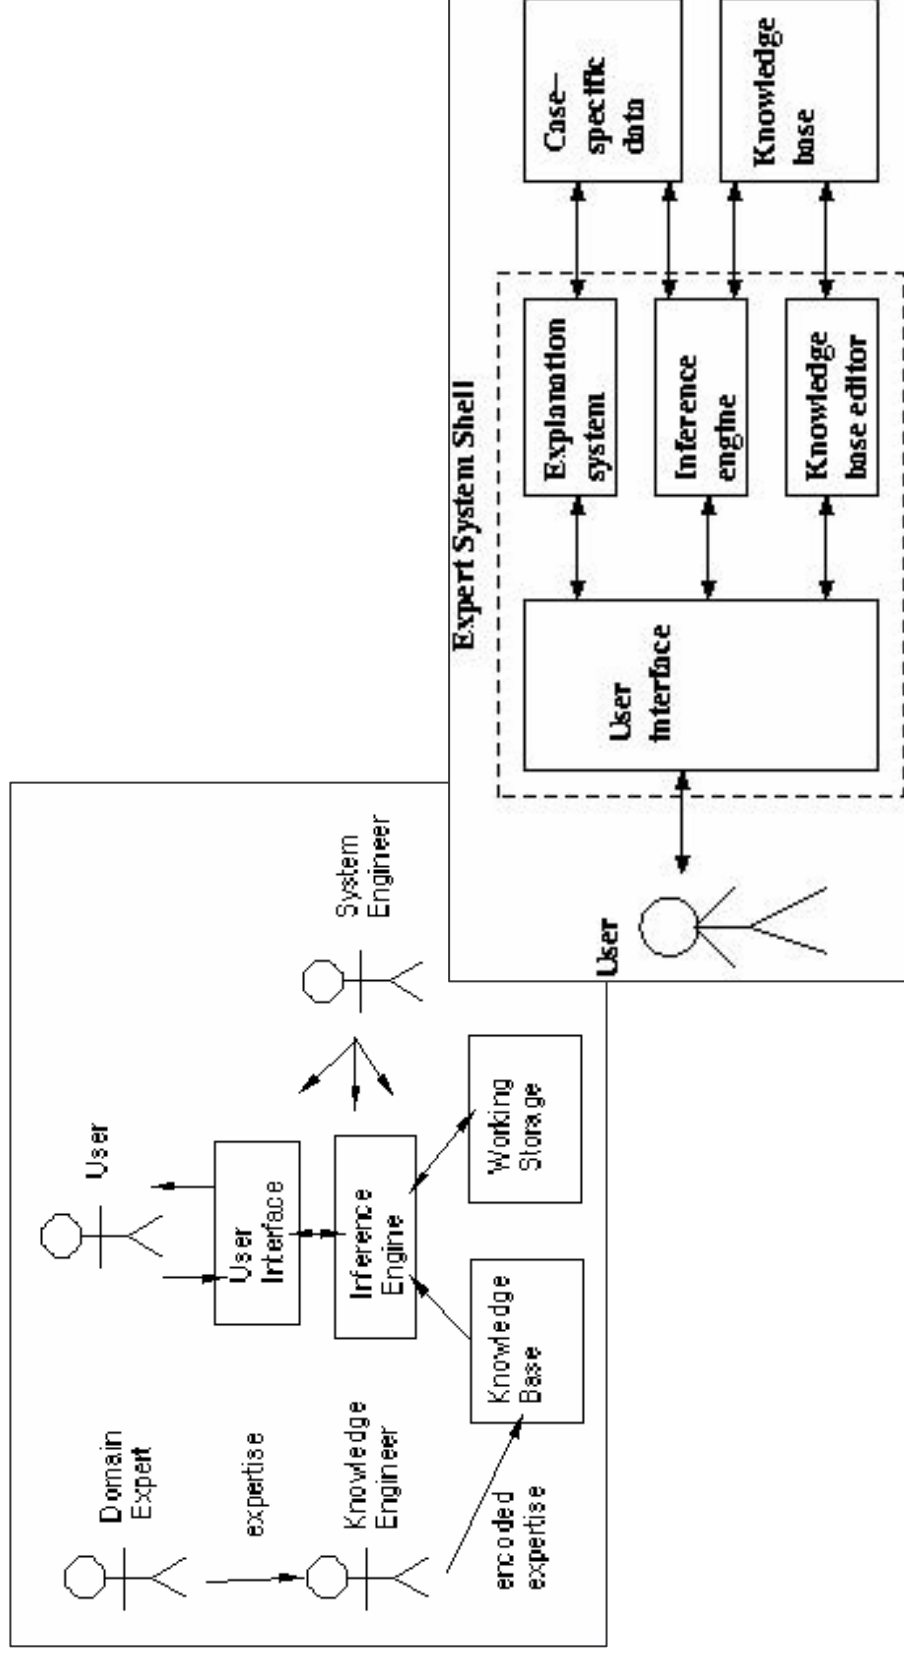 Domain
Expert
User
expertise
User
Interface
System
Engineer
Knowledge
Engineer
Inference
Engine
encoded
expertise
Knowledge
Base
Working
Storage
Expert System Shell
User
User
interface
Explanation
system
Inference
engine
Knowledge
base editor
Case–
specific
data
Knowledge
base